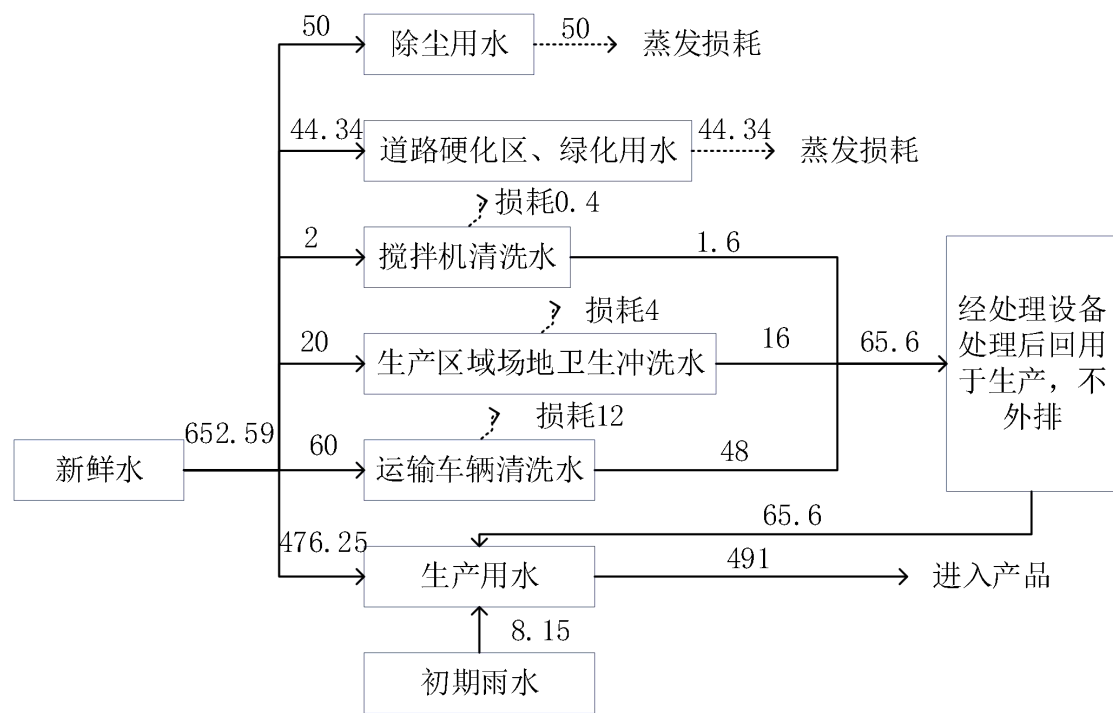 50
除尘用水
50
蒸发损耗
44.34
道路硬化区、绿化用水
44.34
蒸发损耗
损耗0.4
2
搅拌机清洗水
1.6
损耗4
20
生产区域场地卫生冲洗水
16
65.6
经处理设备
处理后回用
于生产，不
外排
损耗12
652.59
新鲜水
60
运输车辆清洗水
48
65.6
476.25
生产用水
491
进入产品
8.15
初期雨水